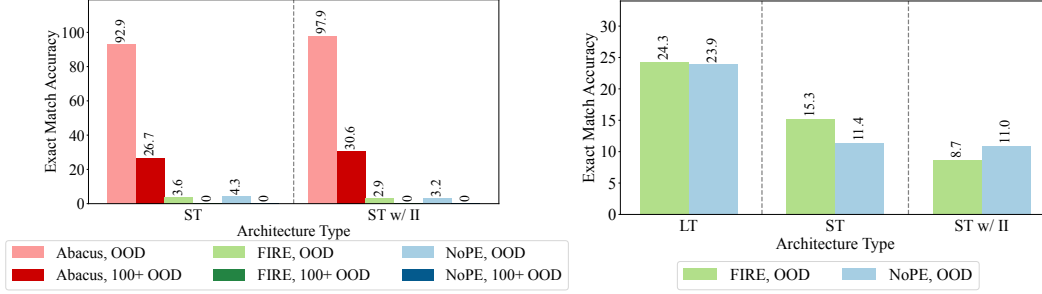 Exact Match Accuracy
100
80
60
40
20
0
92.9
26.7
3.6
0
4.3
0
97.9
30.6
2.9
0
3.2
0
ST
ST w/ II
Architecture Type
Abacus, OOD
FIRE, OOD
NoPE, OOD
Abacus, 100+ OOD
FIRE, 100+ OOD
NoPE, 100+ OOD
Exact Match Accuracy
30
25
20
15
10
5
0
24.3
23.9
15.3
11.4
8.7
11.0
LT
ST
ST w/ II
Architecture Type
FIRE, OOD
NoPE, OOD